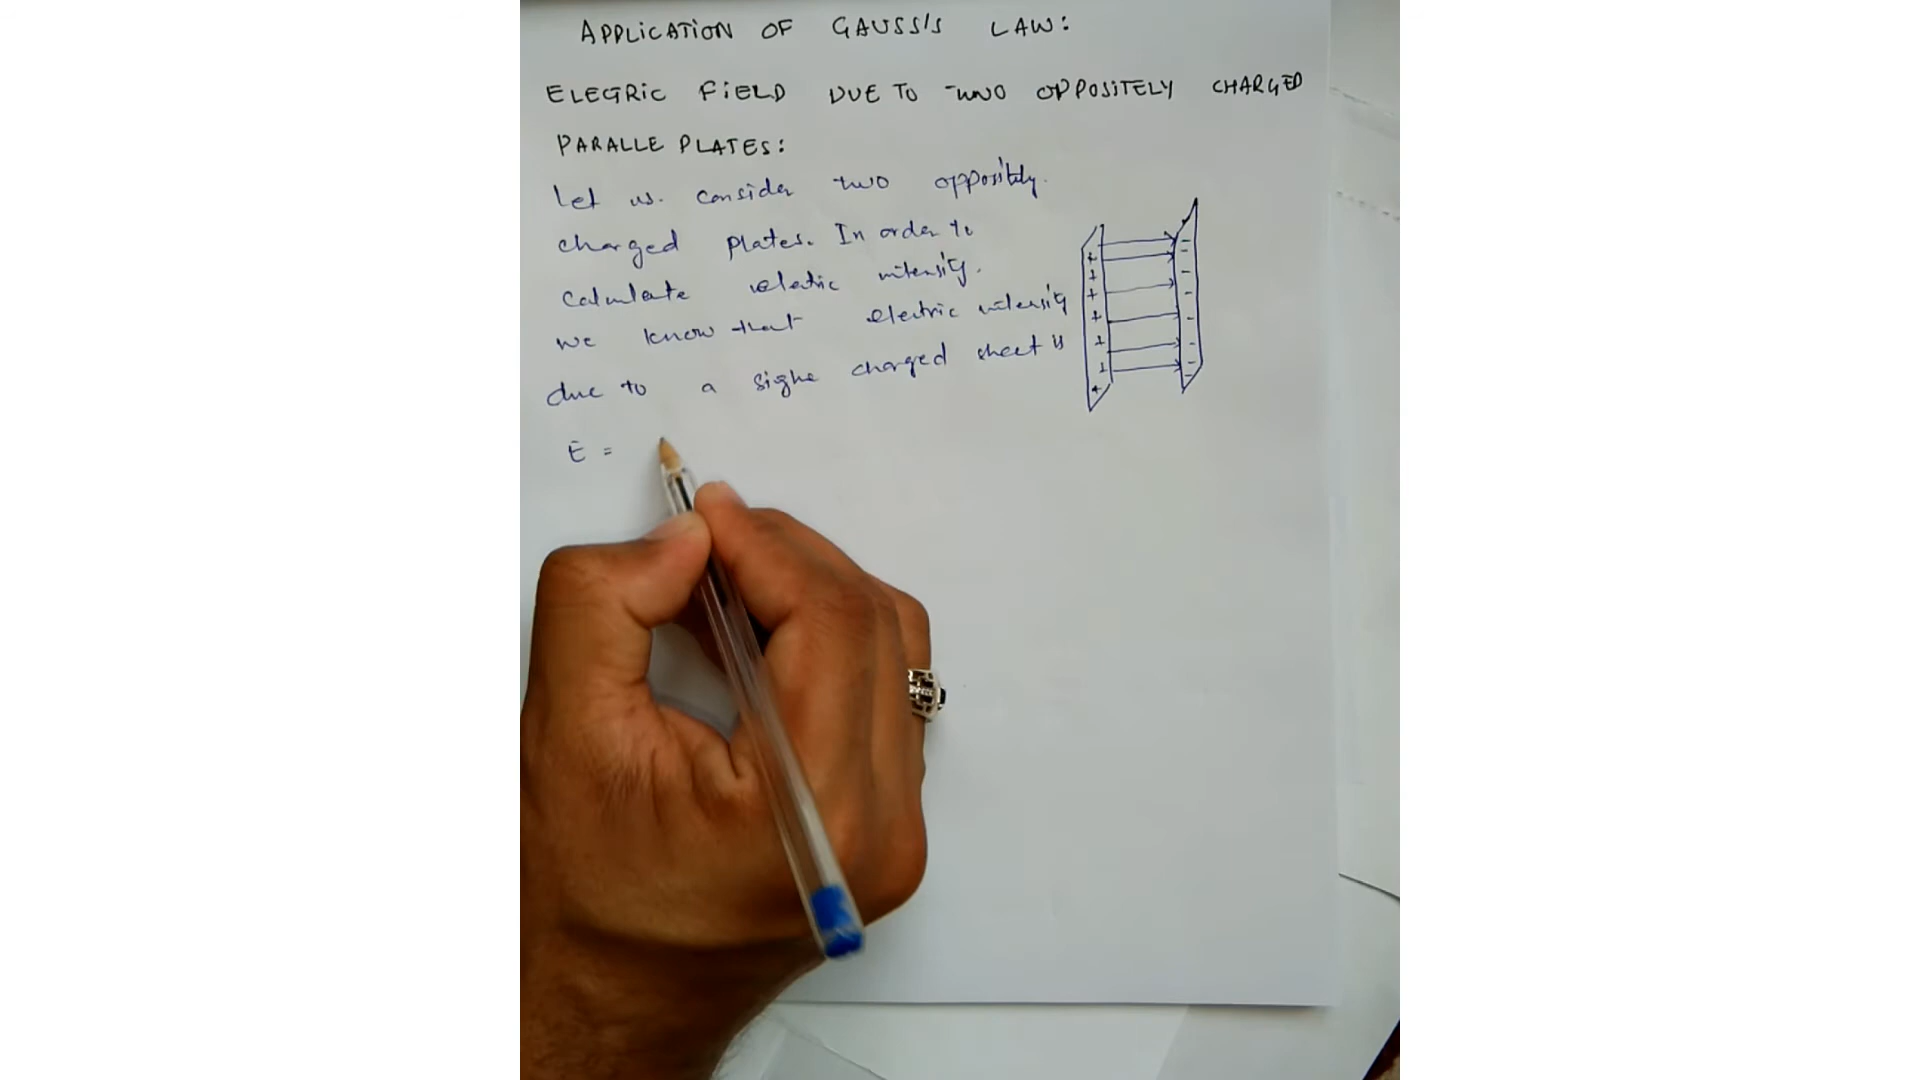 APPLICATION OF GAUSS'S LAW:
ELECTRIC FIELD DUE TO TWO OPPOSITELY CHARGED
PARALLE PLATES:
Let us. consider two oppositely.
charged plates. In order to
calculate electric intensity.
we know that electric intensity
due to a single charged sheet is
E =